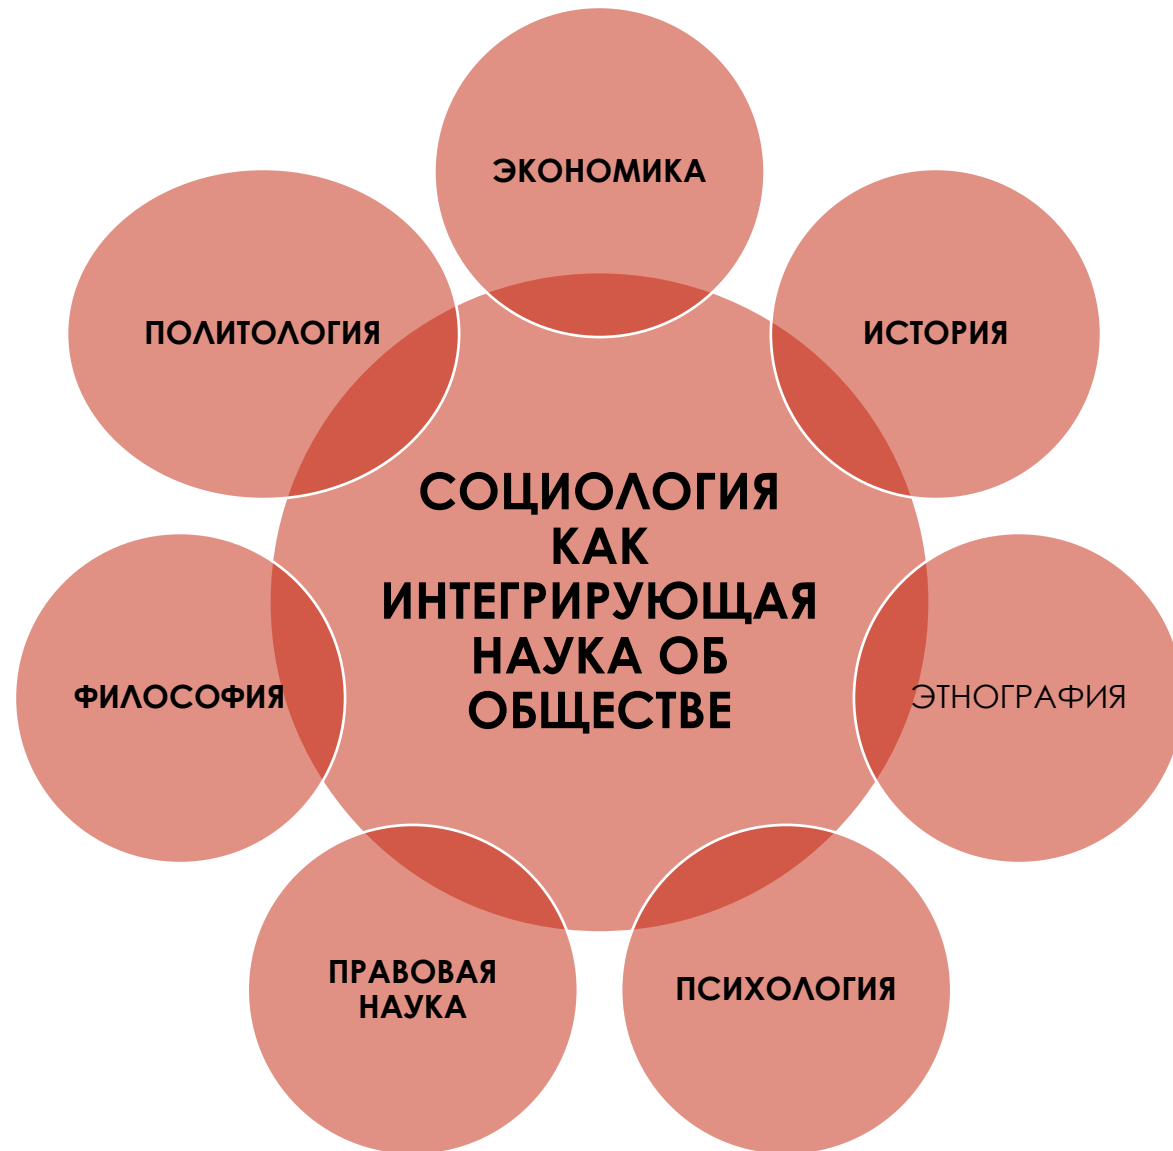 ЭКОНОМИКА
ПОЛИТОЛОГИЯ
ИСТОРИЯ
СОЦИОЛОГИЯ
КАК
ИНТЕГРИРУЮЩАЯ
НАУКА ОБ
ОБЩЕСТВЕ
ФИЛОСОФИЯ
ЭТНОГРАФИЯ
ПРАВОВАЯ
НАУКА
ПСИХОЛОГИЯ